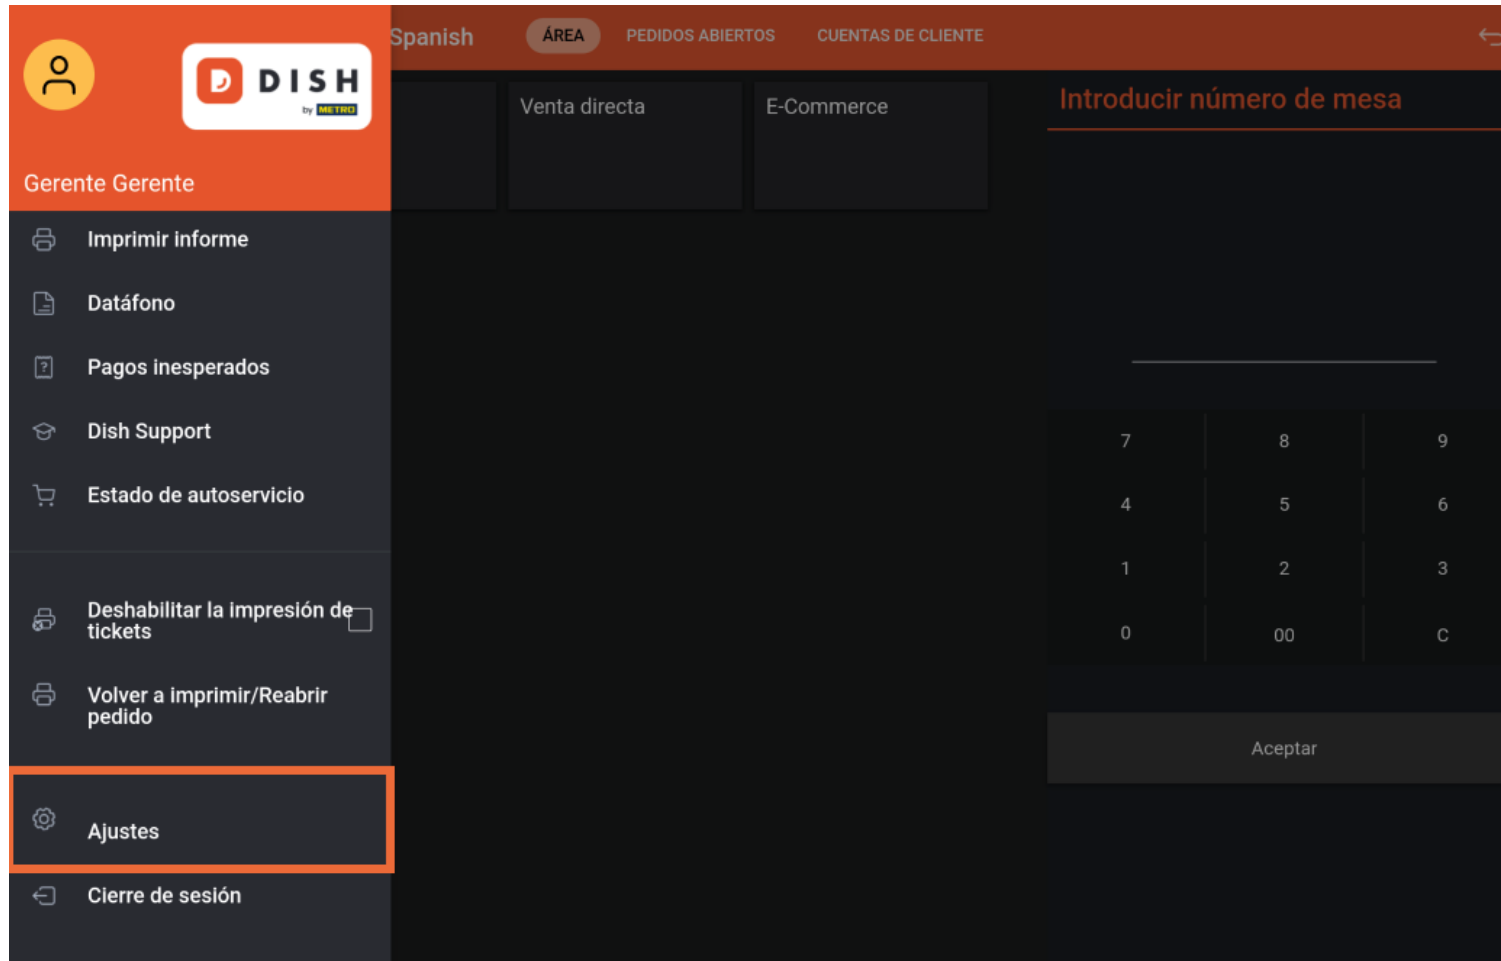 DISH
by METRO
Gerente Gerente
Imprimir informe
Datáfono
Pagos inesperados
Dish Support
Estado de autoservicio
Deshabilitar la impresión de
tickets
Volver a imprimir/Reabrir
pedido
Ajustes
Cierre de sesión
Spanish
ÁREA
PEDIDOS ABIERTOS
CUENTAS DE CLIENTE
Venta directa
E-Commerce
Introducir número de mesa
7 8 9
4 5 6
1 2 3
0 00 C
Aceptar